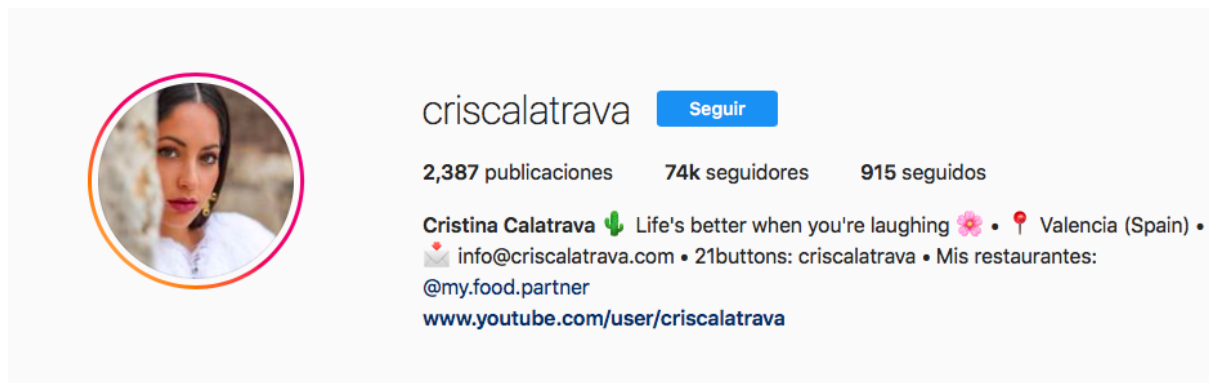 criscalatrava Seguir
2,387 publicaciones 74k seguidores 915 seguidos
Cristina Calatrava 🌵 Life's better when you're laughing 🌸 • 📍 Valencia (Spain) •
📩 info@criscalatrava.com • 21buttons: criscalatrava • Mis restaurantes:
@my.food.partner
www.youtube.com/user/criscalatrava